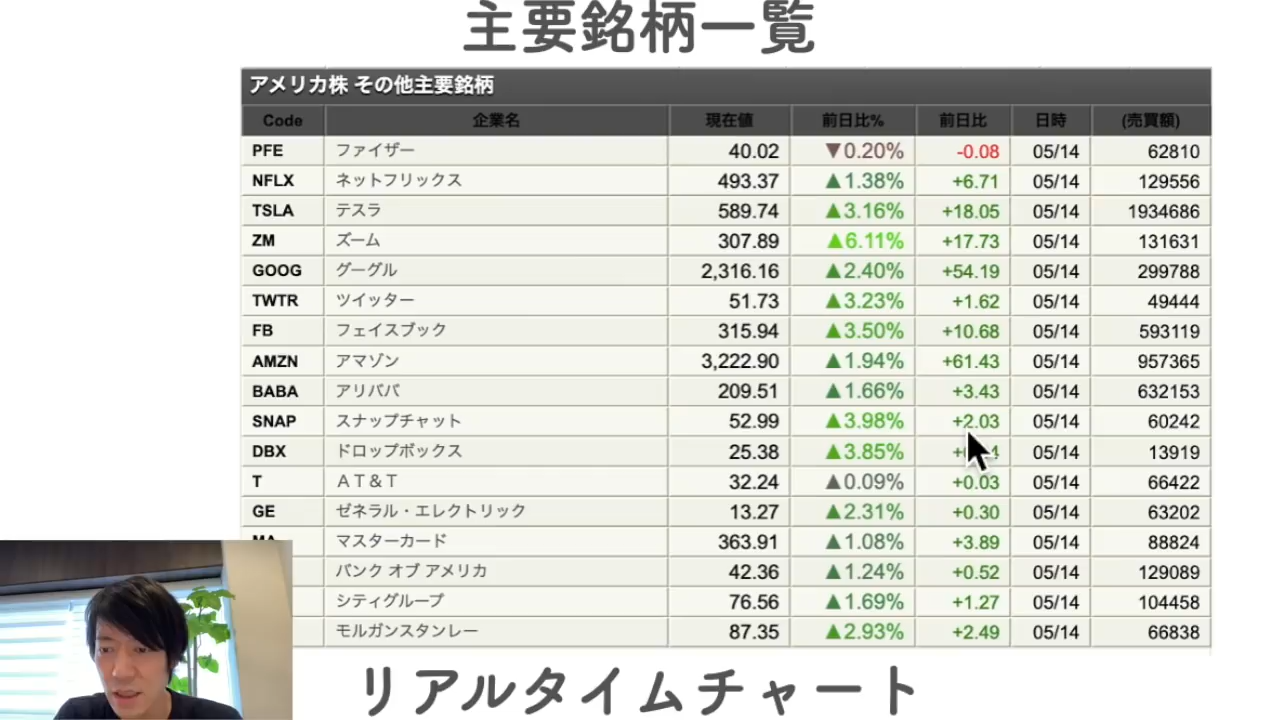 主要銘柄一覧
アメリカ株 その他主要銘柄
Code 企業名 現在値 前日比% 前日比 日時 (売買額)
PFE ファイザー 40.02 ▼0.20% -0.08 05/14 62810
NFLX ネットフリックス 493.37 ▲1.38% +6.71 05/14 129556
TSLA テスラ 589.74 ▲3.16% +18.05 05/14 1934686
ZM ズーム 307.89 ▲6.11% +17.73 05/14 131631
GOOG グーグル 2,316.16 ▲2.40% +54.19 05/14 299788
TWTR ツイッター 51.73 ▲3.23% +1.62 05/14 49444
FB フェイスブック 315.94 ▲3.50% +10.68 05/14 593119
AMZN アマゾン 3,222.90 ▲1.94% +61.43 05/14 957365
BABA アリババ 209.51 ▲1.66% +3.43 05/14 632153
SNAP スナップチャット 52.99 ▲3.98% +2.03 05/14 60242
DBX ドロップボックス 25.38 ▲3.85% 05/14 13919
T AT&T 32.24 ▲0.09% +0.03 05/14 66422
GE ゼネラル・エレクトリック 13.27 ▲2.31% +0.30 05/14 63202
マスターカード 363.91 ▲1.08% +3.89 05/14 88824
バンク オブ アメリカ 42.36 ▲1.24% +0.52 05/14 129089
シティグループ 76.56 ▲1.69% +1.27 05/14 104458
モルガンスタンレー 87.35 ▲2.93% +2.49 05/14 66838
リアルタイムチャート